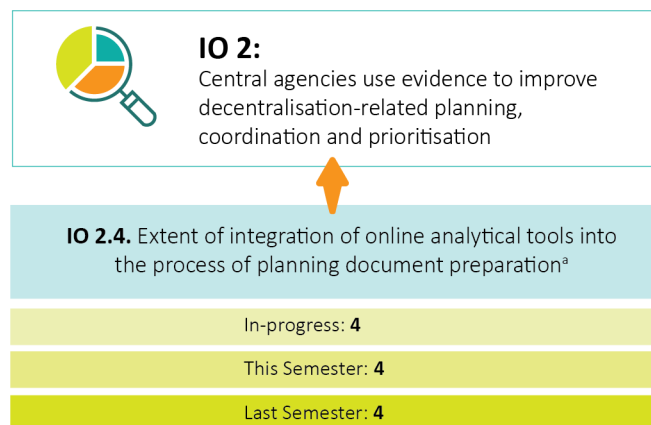 IO 2:
Central agencies use evidence to improve
decentralisation-related planning,
coordination and prioritisation
IO 2.4. Extent of integration of online analytical tools into
the process of planning document preparationᵃ
In-progress: 4
This Semester: 4
Last Semester: 4